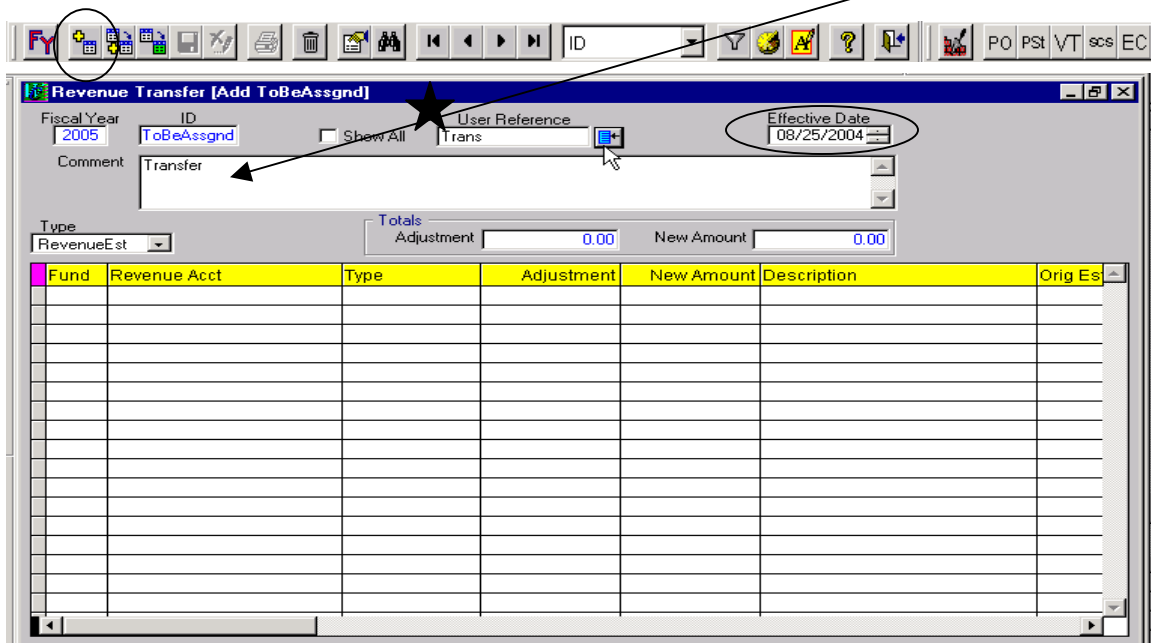 FY ID ? PO PSt VT scs EC
Revenue Transfer [Add ToBeAssgnd]
Fiscal Year ID User Reference Effective Date
2005 ToBeAssgnd Show All Trans 08/25/2004
Comment Transfer
Type Totals
RevenueEst Adjustment 0.00 New Amount 0.00
Fund Revenue Acct Type Adjustment New Amount Description Orig Es